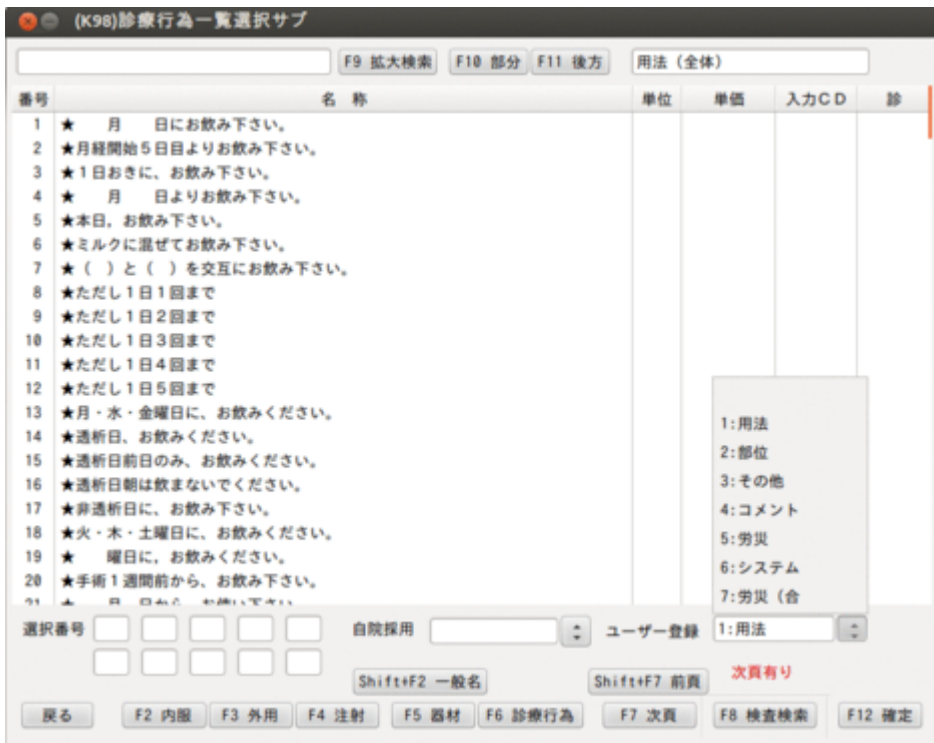 (K98)診療行為一覧選択サブ
F9 拡大検索 F10 部分 F11 後方 用法（全体）
番号 名 称 単位 単価 入力ＣＤ 診
1 ★　月　日にお飲み下さい。
2 ★月経開始５日目よりお飲み下さい。
3 ★１日おきに、お飲み下さい。
4 ★　月　日よりお飲み下さい。
5 ★本日，お飲み下さい。
6 ★ミルクに混ぜてお飲み下さい。
7 ★（　）と（　）を交互にお飲み下さい。
8 ★ただし１日１回まで
9 ★ただし１日２回まで
10 ★ただし１日３回まで
11 ★ただし１日４回まで
12 ★ただし１日５回まで
13 ★月・水・金曜日に、お飲みください。
14 ★透析日、お飲みください。
15 ★透析日前日のみ、お飲みください。
16 ★透析日朝は飲まないでください。
17 ★非透析日に、お飲み下さい。
18 ★火・木・土曜日に、お飲みください。
19 ★　曜日に，お飲みください。
20 ★手術１週間前から、お飲み下さい。
21 ★　月　日から　お使い下さい
1:用法
2:部位
3:その他
4:コメント
5:労災
6:システム
7:労災（合
選択番号 自院採用 ユーザー登録 1:用法
Shift+F2 一般名 Shift+F7 前頁 次頁有り
戻る F2 内服 F3 外用 F4 注射 F5 器材 F6 診療行為 F7 次頁 F8 検査検索 F12 確定